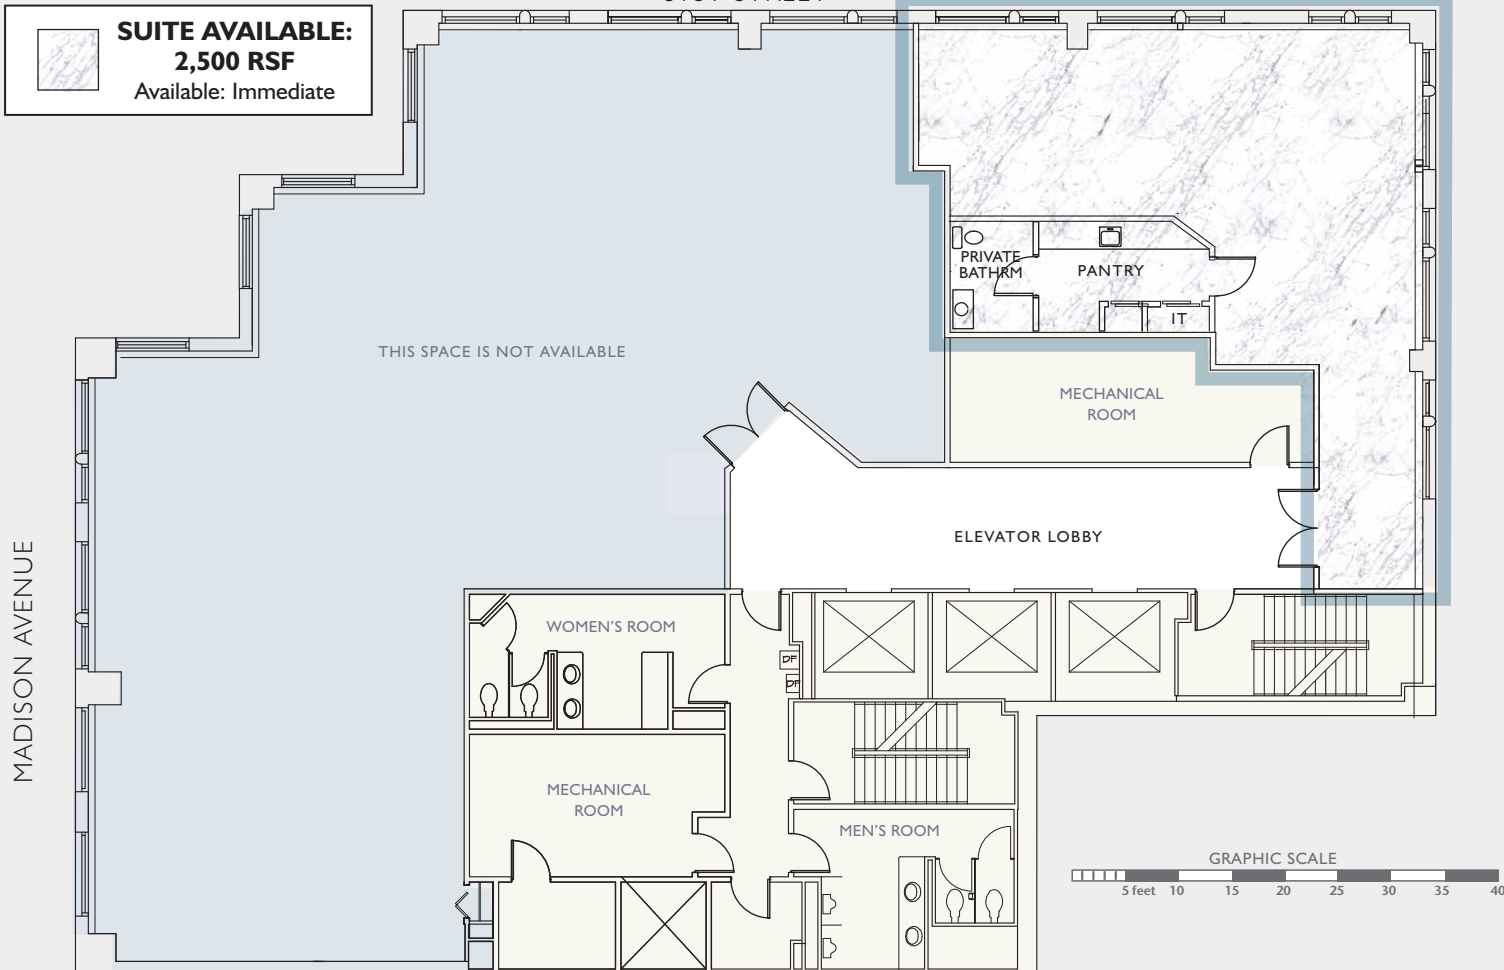 SUITE AVAILABLE:
2,500 RSF
Available: Immediate
PRIVATE
BATHRM
PANTRY
IT
THIS SPACE IS NOT AVAILABLE
MECHANICAL
ROOM
ELEVATOR LOBBY
MADISON AVENUE
WOMEN'S ROOM
DF
DF
MECHANICAL
ROOM
MEN'S ROOM
GRAPHIC SCALE
5 feet 10 15 20 25 30 35 40